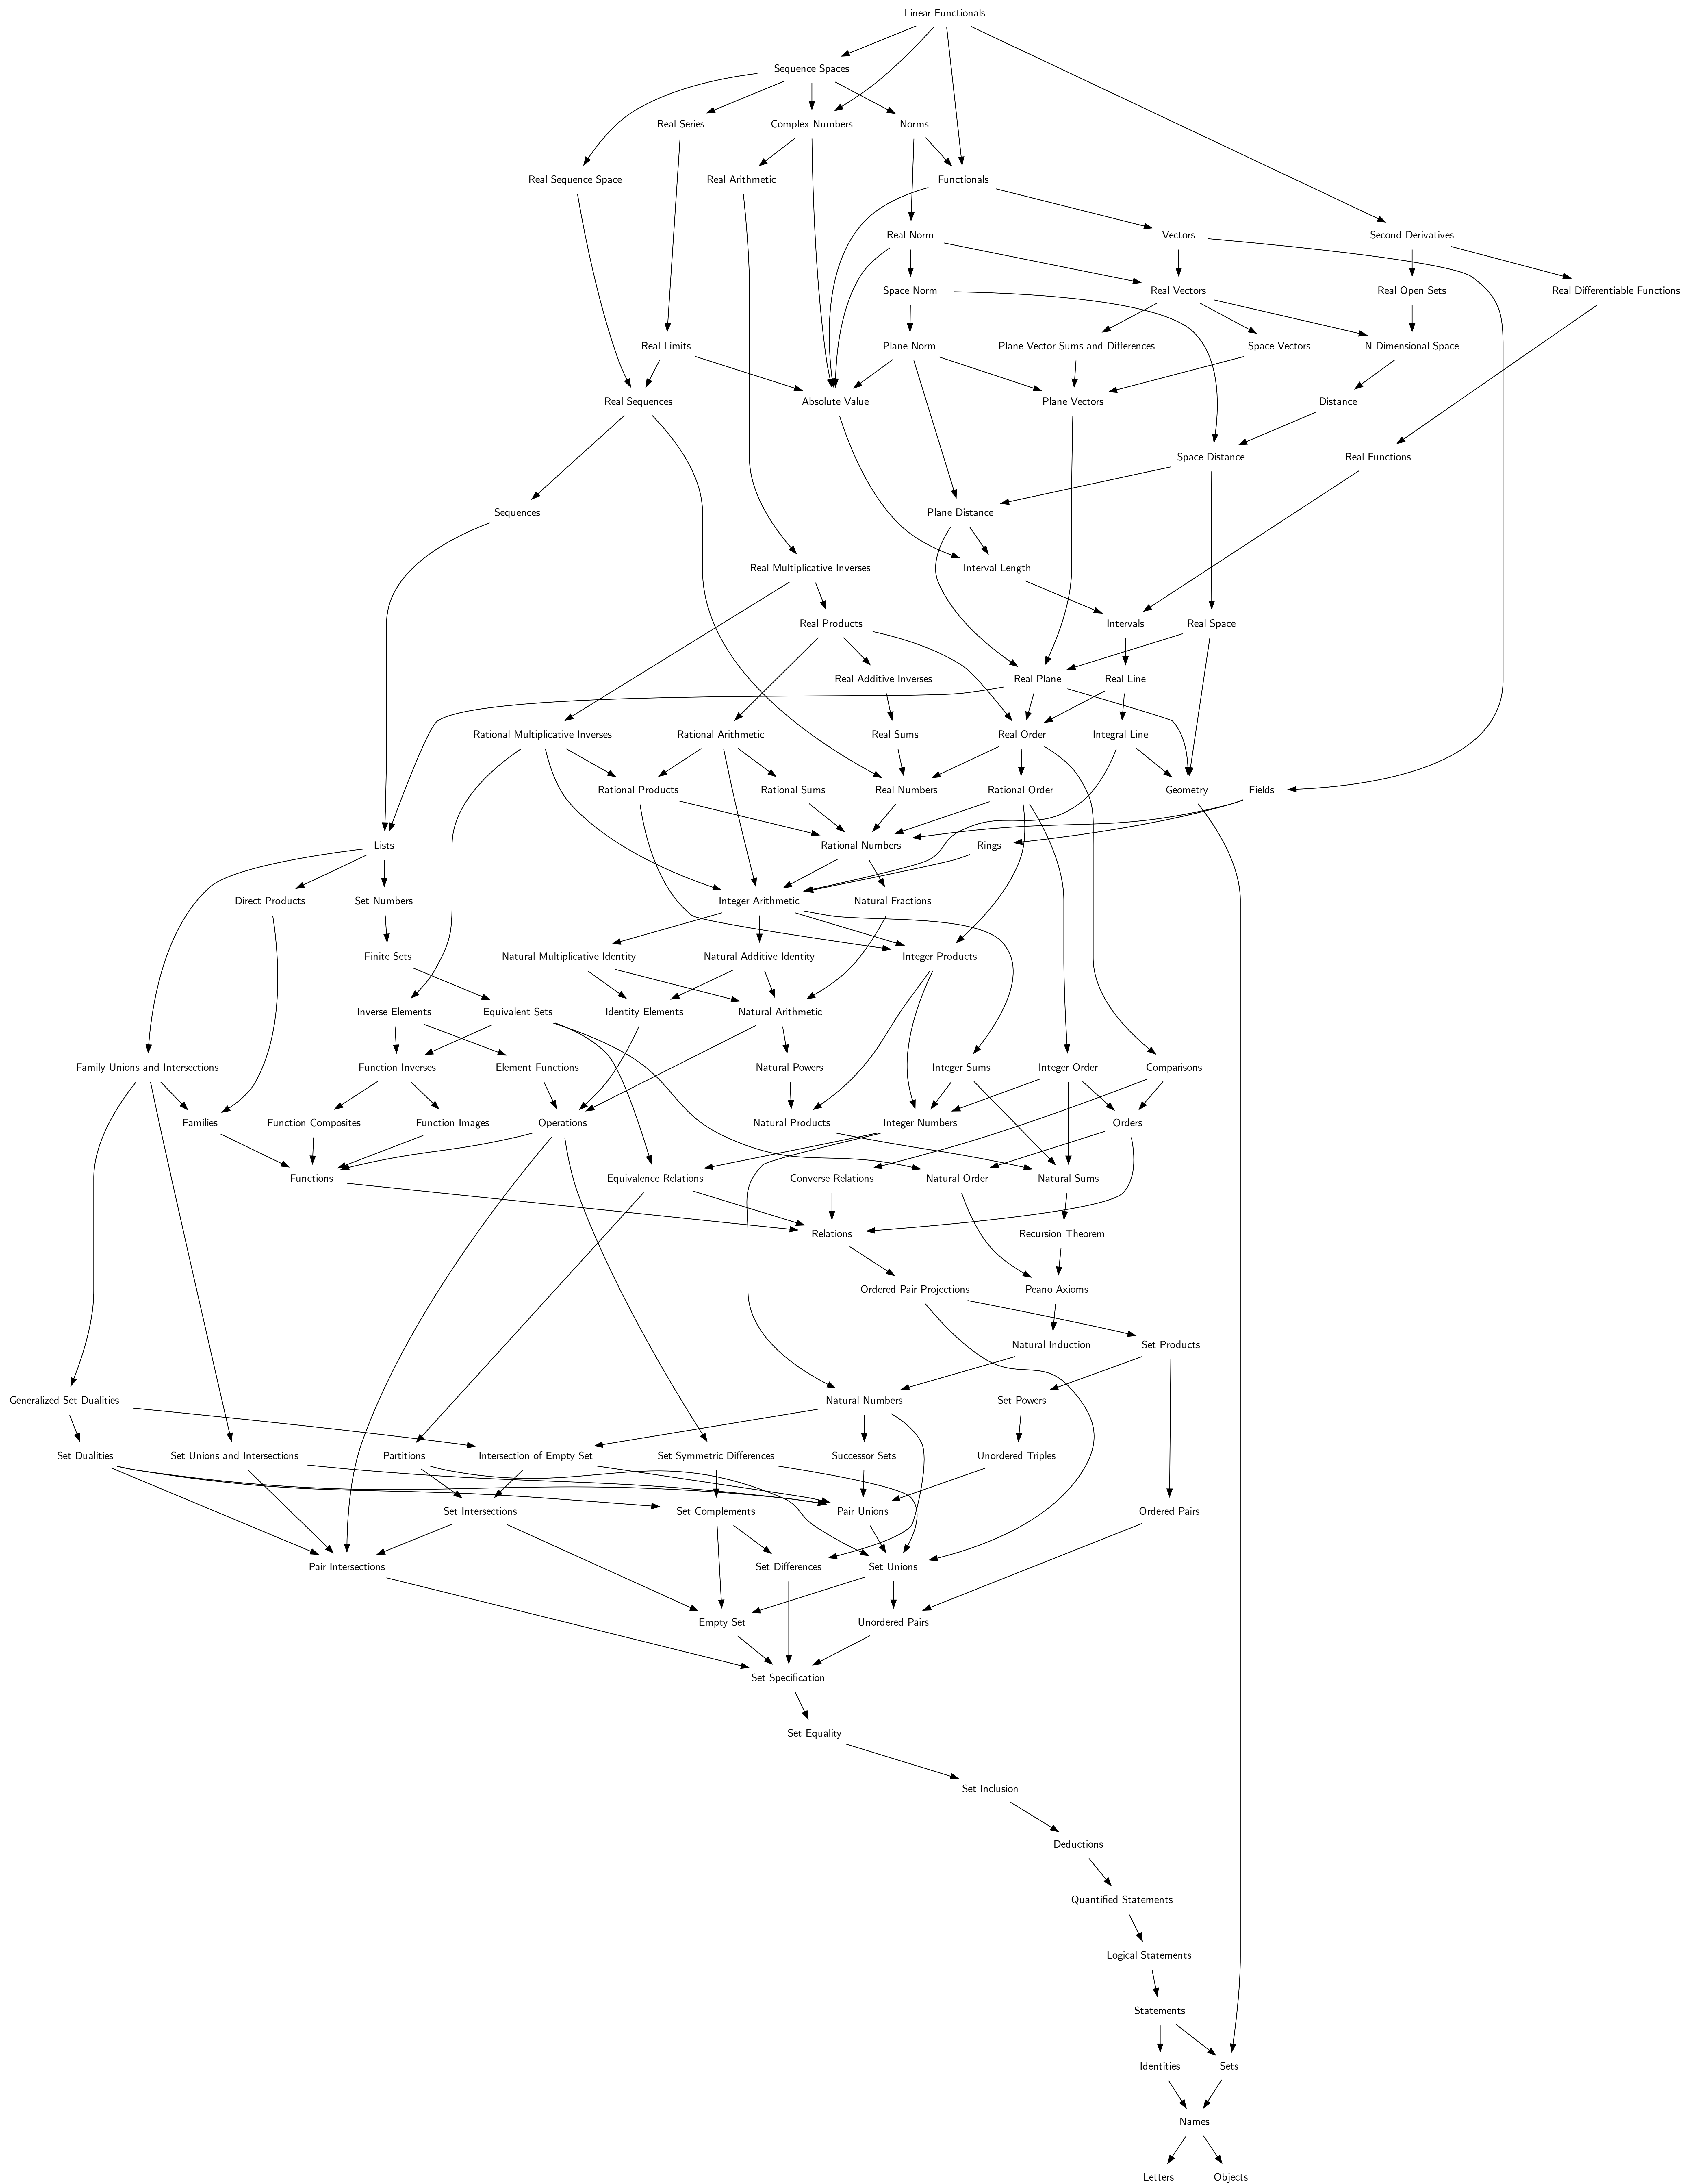 Linear Functionals
Sequence Spaces
Real Series
Complex Numbers
Norms
Real Sequence Space
Real Arithmetic
Functionals
Real Norm
Vectors
Second Derivatives
Space Norm
Real Vectors
Real Open Sets
Real Differentiable Functions
Real Limits
Plane Norm
Plane Vector Sums and Differences
Space Vectors
N-Dimensional Space
Real Sequences
Absolute Value
Plane Vectors
Distance
Space Distance
Real Functions
Sequences
Plane Distance
Real Multiplicative Inverses
Interval Length
Real Products
Intervals
Real Space
Real Additive Inverses
Real Plane
Real Line
Rational Multiplicative Inverses
Rational Arithmetic
Real Sums
Real Order
Integral Line
Rational Products
Rational Sums
Real Numbers
Rational Order
Geometry
Fields
Lists
Rational Numbers
Rings
Direct Products
Set Numbers
Integer Arithmetic
Natural Fractions
Finite Sets
Natural Multiplicative Identity
Natural Additive Identity
Integer Products
Inverse Elements
Equivalent Sets
Identity Elements
Natural Arithmetic
Family Unions and Intersections
Function Inverses
Element Functions
Natural Powers
Integer Sums
Integer Order
Comparisons
Families
Function Composites
Function Images
Operations
Natural Products
Integer Numbers
Orders
Functions
Equivalence Relations
Converse Relations
Natural Order
Natural Sums
Relations
Recursion Theorem
Ordered Pair Projections
Peano Axioms
Natural Induction
Set Products
Generalized Set Dualities
Natural Numbers
Set Powers
Set Dualities
Set Unions and Intersections
Partitions
Intersection of Empty Set
Set Symmetric Differences
Successor Sets
Unordered Triples
Set Intersections
Set Complements
Pair Unions
Ordered Pairs
Pair Intersections
Set Differences
Set Unions
Empty Set
Unordered Pairs
Set Specification
Set Equality
Set Inclusion
Deductions
Quantified Statements
Logical Statements
Statements
Identities
Sets
Names
Letters
Objects